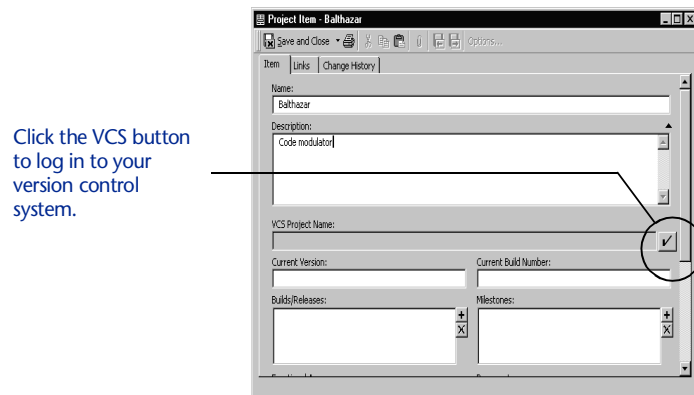 Project Item - Balthazar
Save and Close
Options...
Item Links Change History
Name:
Balthazar
Description:
Code modulator
Click the VCS button
to log in to your
version control
system.
VCS Project Name:
Current Version: Current Build Number:
Builds/Releases: Milestones: